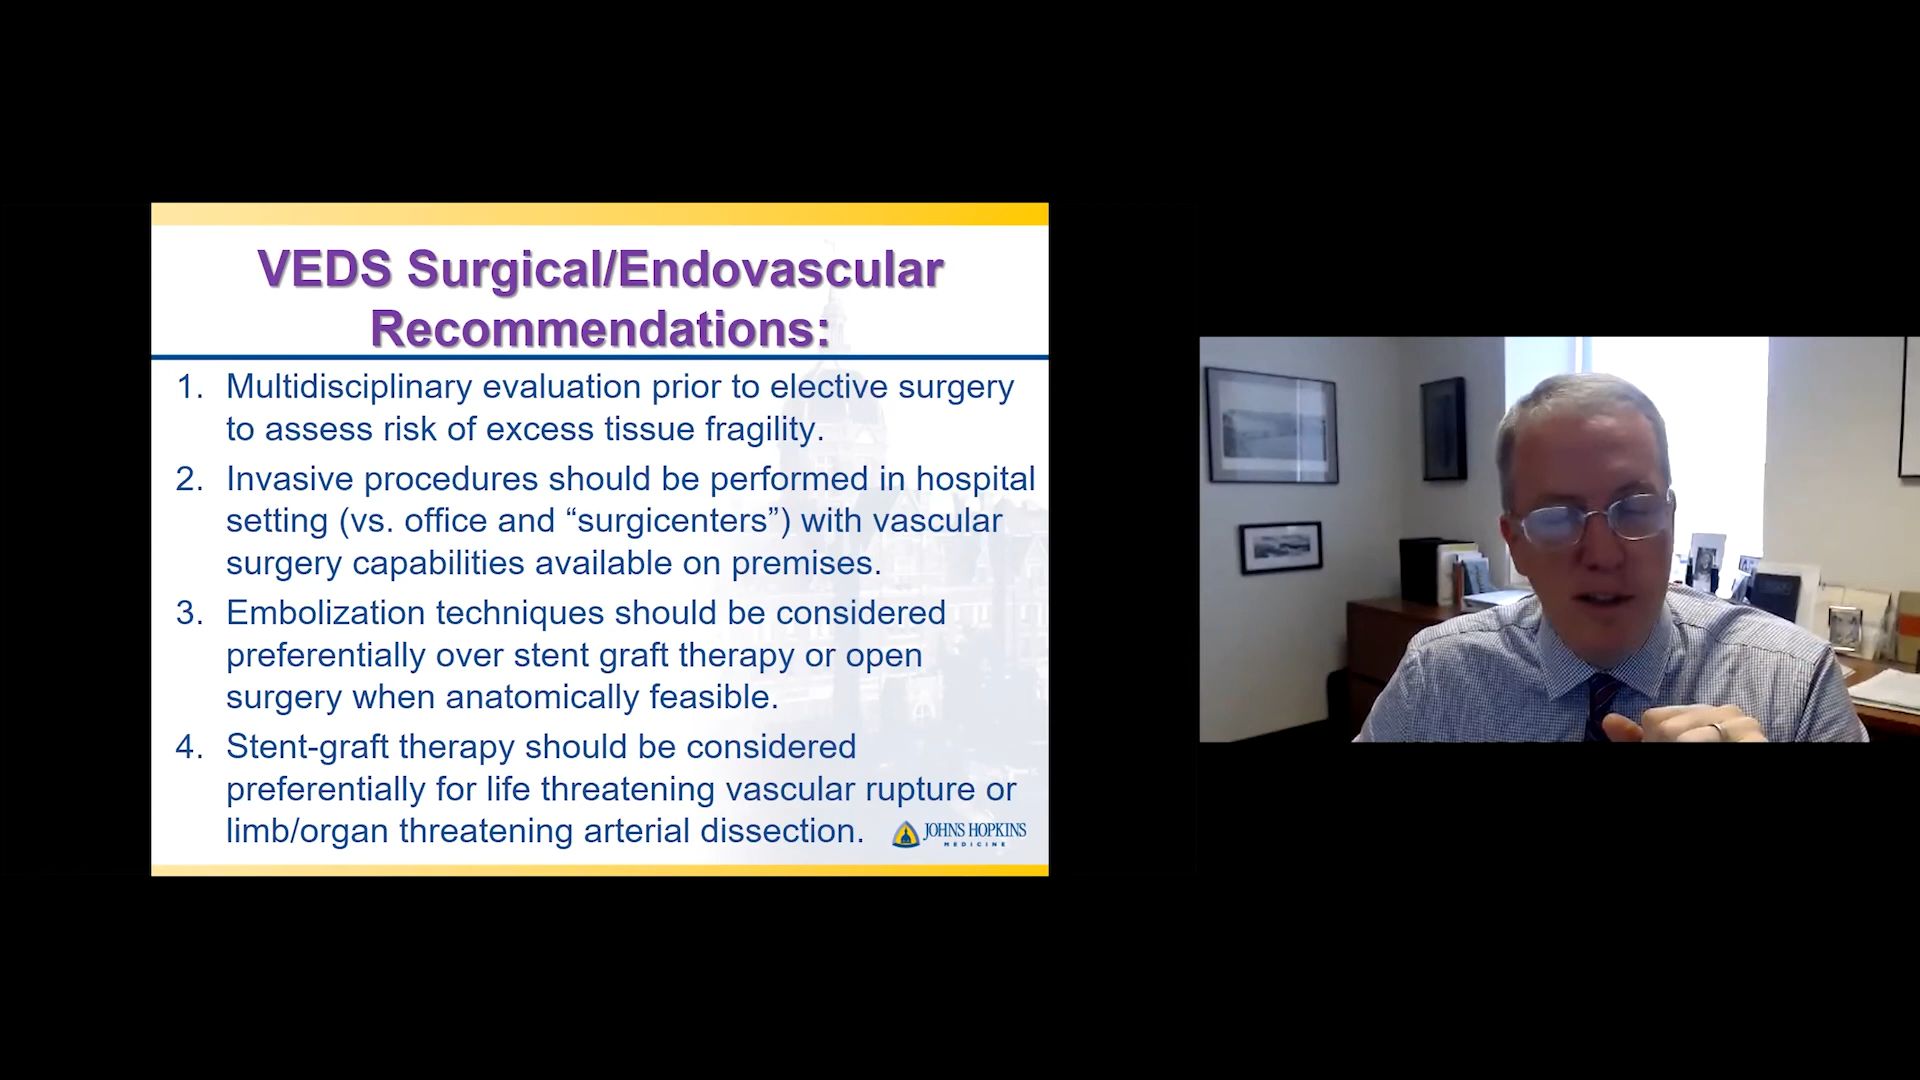 VEDS Surgical/Endovascular
Recommendations:
1. Multidisciplinary evaluation prior to elective surgery
to assess risk of excess tissue fragility.
2. Invasive procedures should be performed in hospital
setting (vs. office and “surgicenters”) with vascular
surgery capabilities available on premises.
3. Embolization techniques should be considered
preferentially over stent graft therapy or open
surgery when anatomically feasible.
4. Stent-graft therapy should be considered
preferentially for life threatening vascular rupture or
limb/organ threatening arterial dissection.
JOHNS HOPKINS
MEDICINE